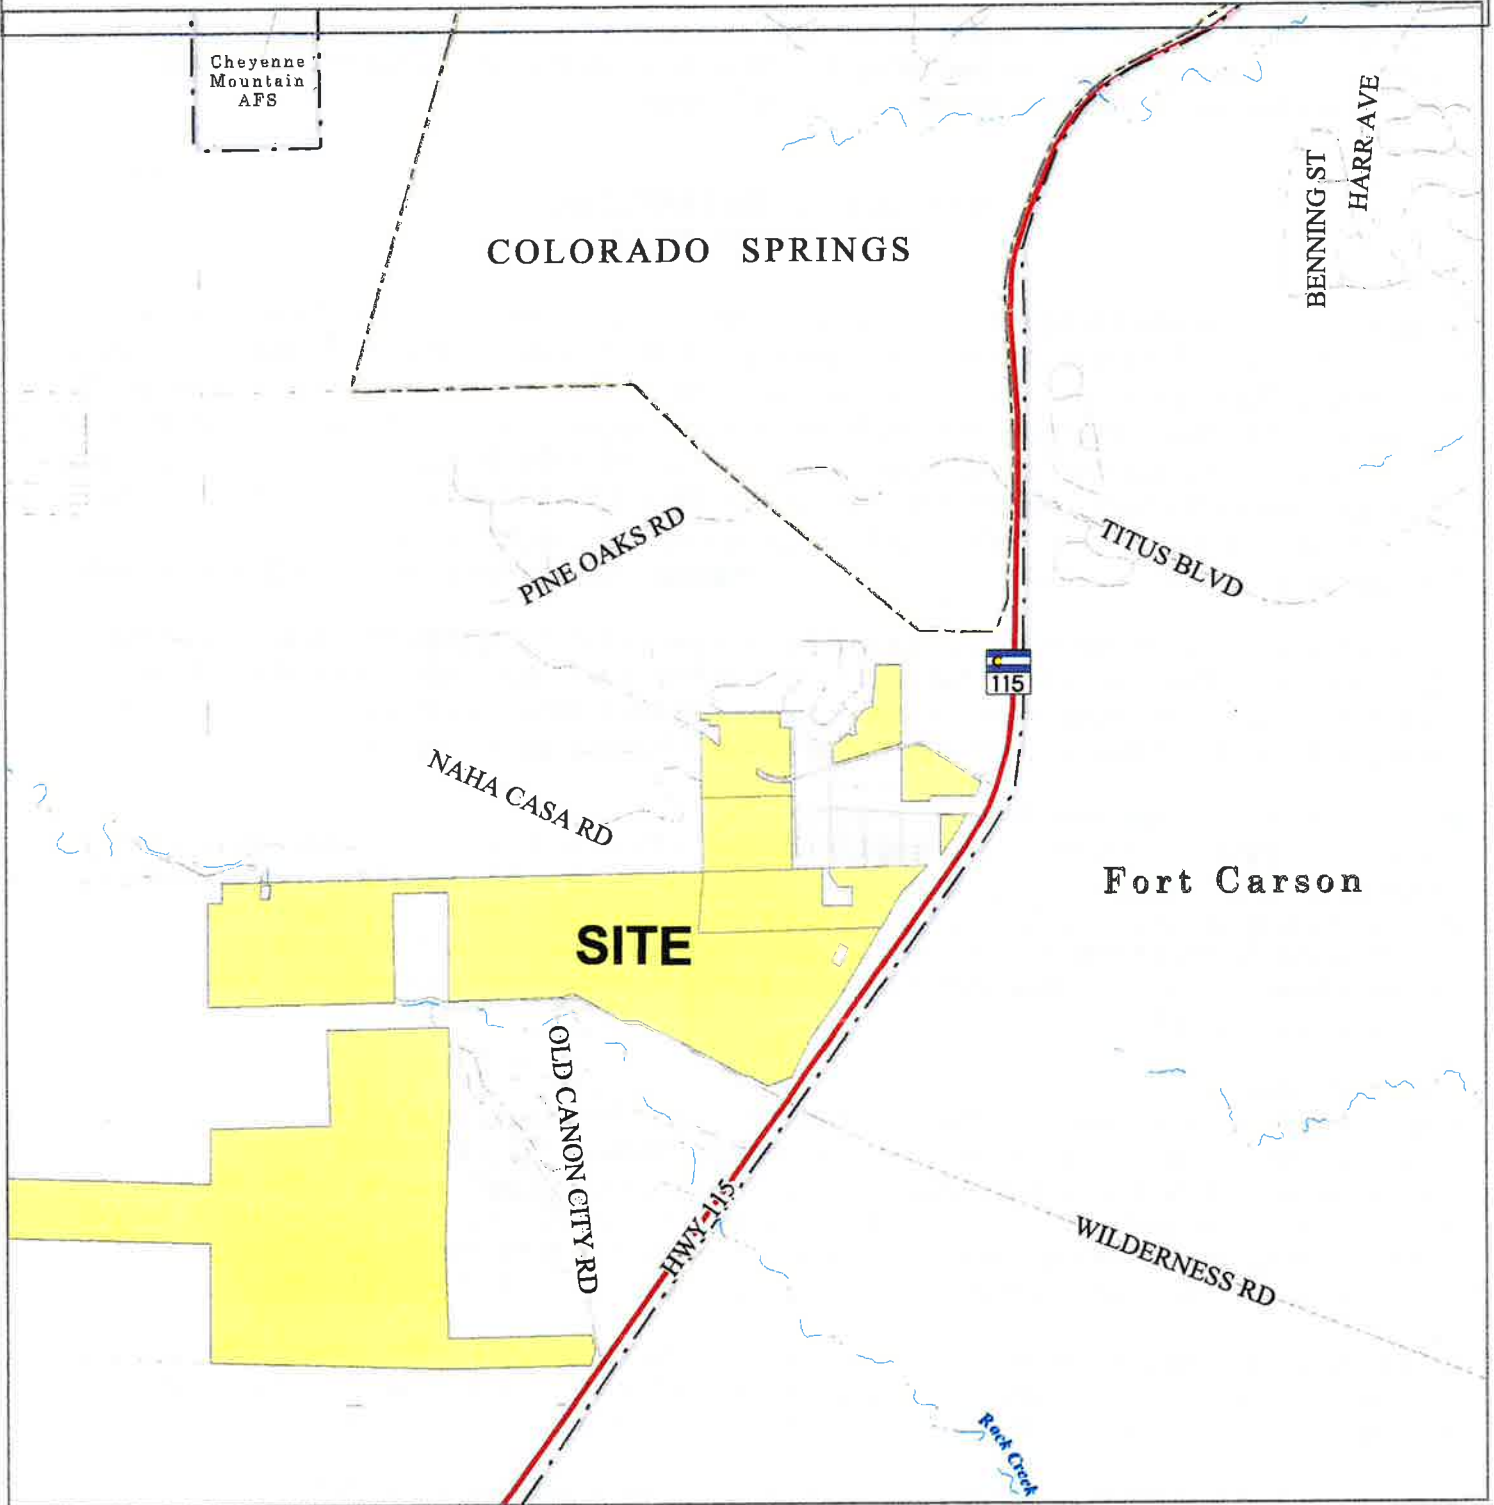 Cheyenne
Mountain
AFS
HARR AVE
BENNING ST
COLORADO SPRINGS
PINE OAKS RD
TITUS BLVD
115
NAHA CASA RD
Fort Carson
SITE
OLD CANON CITY RD
HWY 115
WILDERNESS RD
Rock Creek